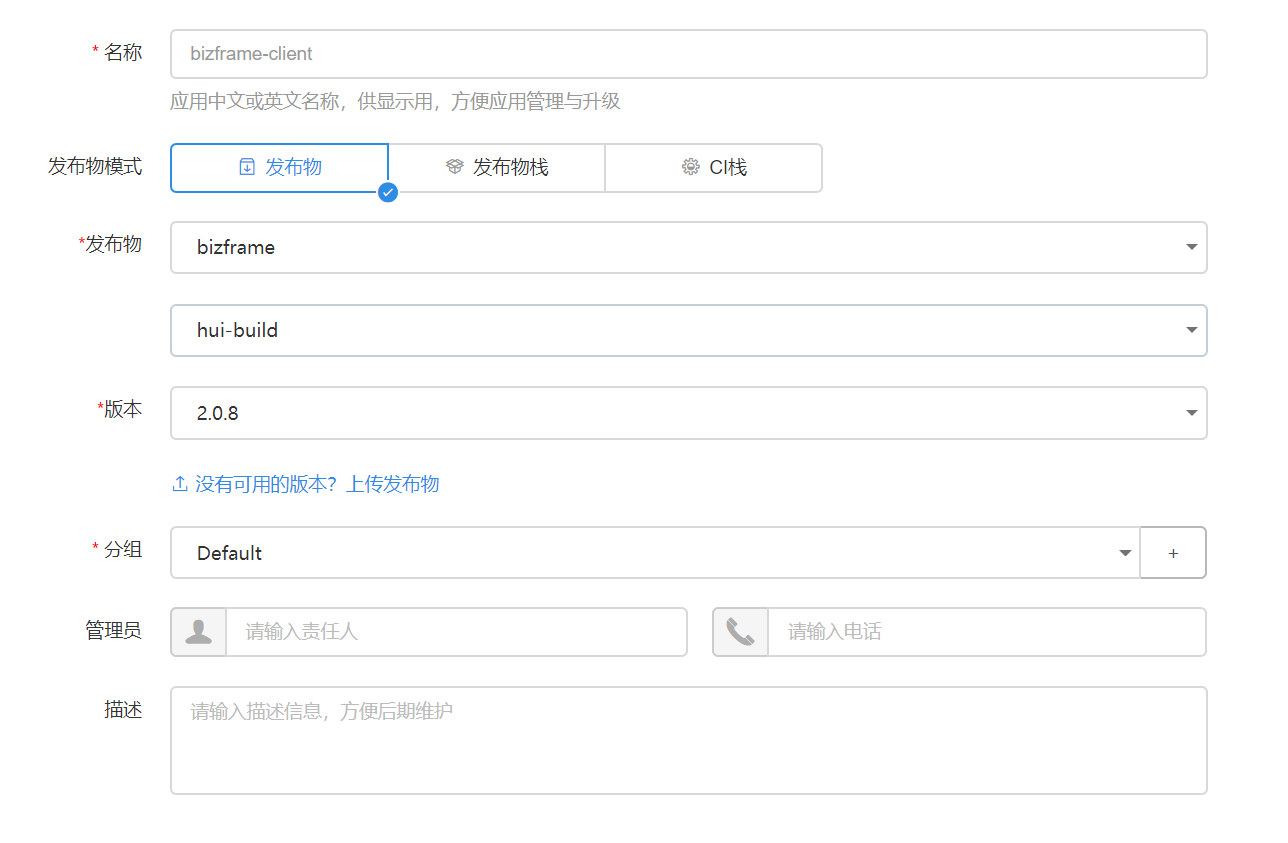 * 名称
bizframe-client
应用中文或英文名称，供显示用，方便应用管理与升级
发布物模式
发布物
发布物栈
CI栈
*发布物
bizframe
hui-build
*版本
2.0.8
没有可用的版本？上传发布物
* 分组
Default
+
管理员
请输入责任人
请输入电话
描述
请输入描述信息，方便后期维护